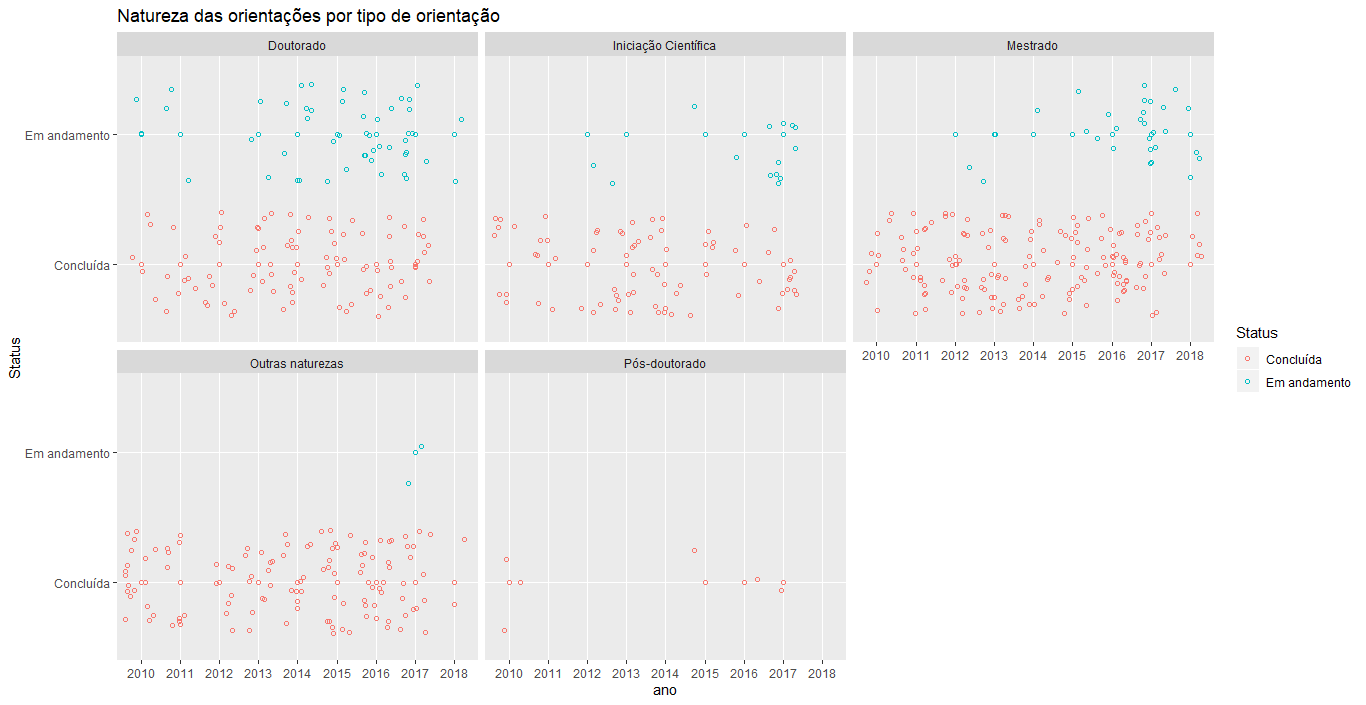 Natureza das orientações por tipo de orientação
Doutorado
Iniciação Científica
Mestrado
Em andamento
Concluída
2010 2011 2012 2013 2014 2015 2016 2017 2018
Outras naturezas
Pós-doutorado
Em andamento
Concluída
2010 2011 2012 2013 2014 2015 2016 2017 2018
2010 2011 2012 2013 2014 2015 2016 2017 2018
ano
Status
Status
Concluída
Em andamento